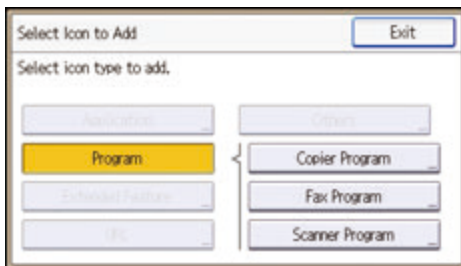 Select Icon to Add
Exit
Select icon type to add.
Application
Others
Program
Copier Program
Extended Feature
Fax Program
URL
Scanner Program